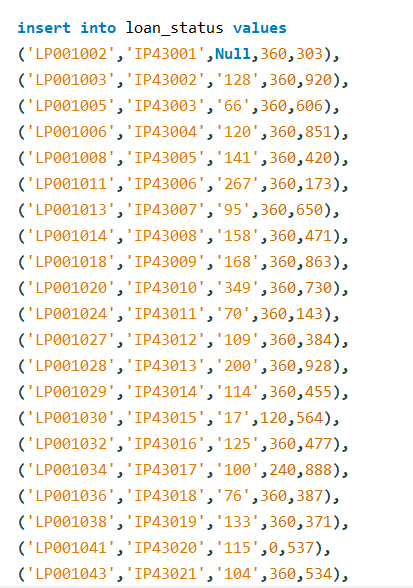 insert into loan_status values
('LP001002','IP43001',Null,360,303),
('LP001003','IP43002','128',360,920),
('LP001005','IP43003','66',360,606),
('LP001006','IP43004','120',360,851),
('LP001008','IP43005','141',360,420),
('LP001011','IP43006','267',360,173),
('LP001013','IP43007','95',360,650),
('LP001014','IP43008','158',360,471),
('LP001018','IP43009','168',360,863),
('LP001020','IP43010','349',360,730),
('LP001024','IP43011','70',360,143),
('LP001027','IP43012','109',360,384),
('LP001028','IP43013','200',360,928),
('LP001029','IP43014','114',360,455),
('LP001030','IP43015','17',120,564),
('LP001032','IP43016','125',360,477),
('LP001034','IP43017','100',240,888),
('LP001036','IP43018','76',360,387),
('LP001038','IP43019','133',360,371),
('LP001041','IP43020','115',0,537),
('LP001043','IP43021','104',360,534),